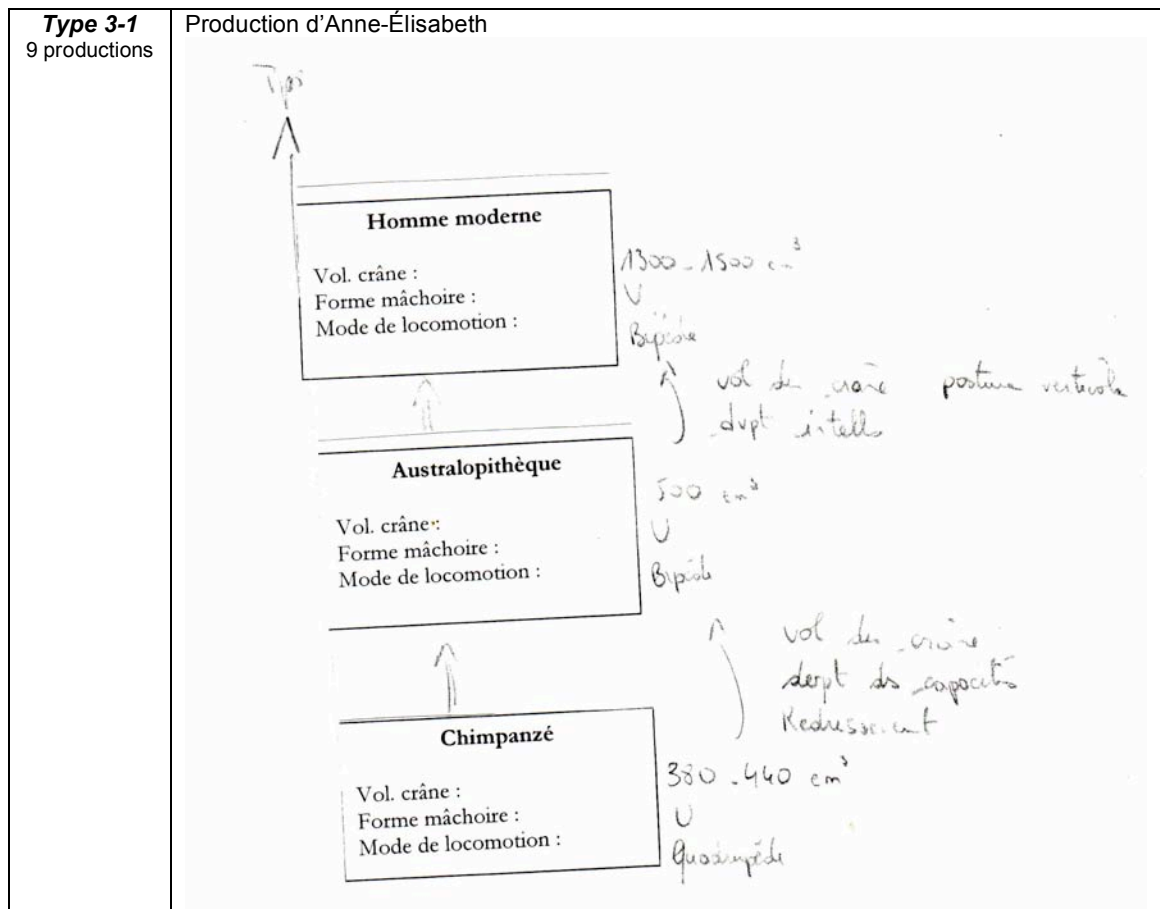 Type 3-1
9 productions
Production d'Anne-Élisabeth
Homme moderne
Vol. crâne :
Forme mâchoire :
Mode de locomotion :
1300-1500 cm³
U
Bipède
vol du crâne posture verticale
dvpt intell
Australopithèque
Vol. crâne :
Forme mâchoire :
Mode de locomotion :
500 cm³
U
Bipède
vol du crâne
capacités
Redressement
Chimpanzé
Vol. crâne :
Forme mâchoire :
Mode de locomotion :
380-440 cm³
U
Quadrupède